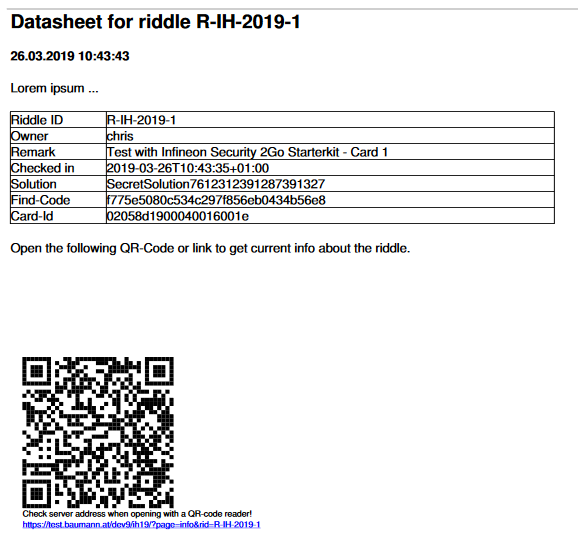 Datasheet for riddle R-IH-2019-1
26.03.2019 10:43:43
Lorem ipsum ...
Riddle ID R-IH-2019-1
Owner chris
Remark Test with Infineon Security 2Go Starterkit - Card 1
Checked in 2019-03-26T10:43:35+01:00
Solution SecretSolution7612312391287391327
Find-Code f775e5080c534c297f856eb0434b56e8
Card-Id 02058d1900040016001e
Open the following QR-Code or link to get current info about the riddle.
Check server address when opening with a QR-code reader!
https://test.baumann.at/dev9/ih19/?page=info&rid=R-IH-2019-1